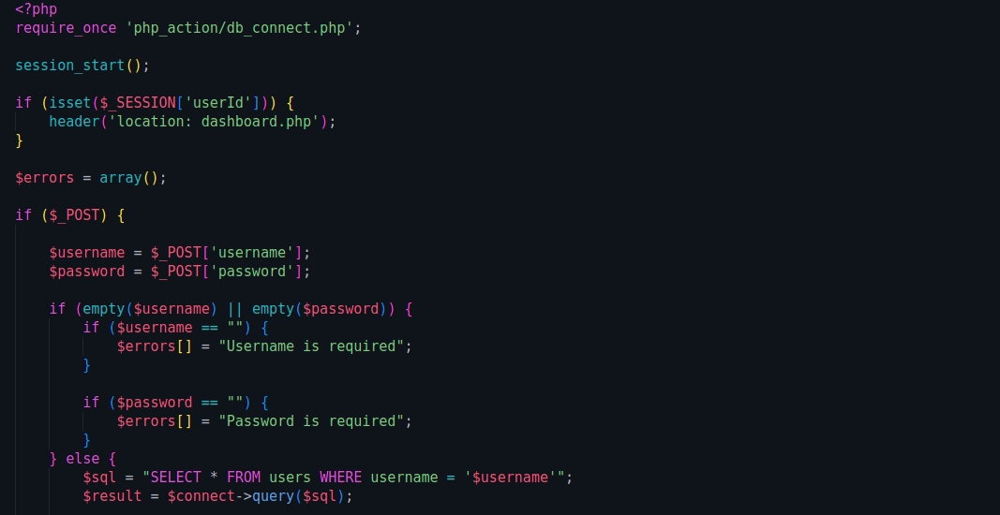 <?php
require_once 'php_action/db_connect.php';
session_start();
if (isset($_SESSION['userId'])) {
header('location: dashboard.php');
}
$errors = array();
if ($_POST) {
$username = $_POST['username'];
$password = $_POST['password'];
if (empty($username) || empty($password)) {
if ($username == "") {
$errors[] = "Username is required";
}
if ($password == "") {
$errors[] = "Password is required";
}
} else {
$sql = "SELECT * FROM users WHERE username = '$username'";
$result = $connect->query($sql);